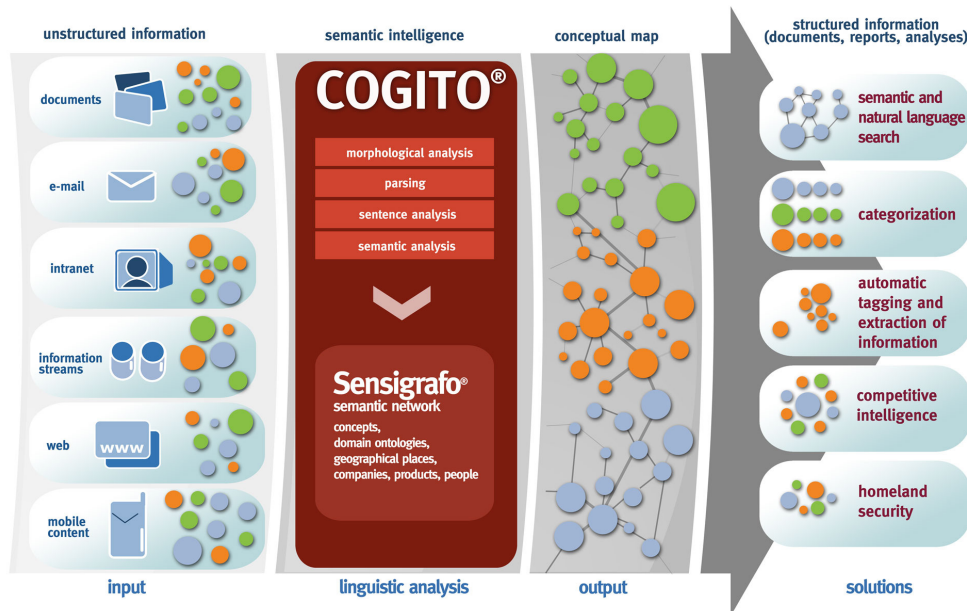 unstructured information
semantic intelligence
conceptual map
structured information
(documents, reports, analyses)
documents
e-mail
intranet
information
streams
web
www
mobile
content
COGITO®
morphological analysis
parsing
sentence analysis
semantic analysis
Sensigrafo®
semantic network
concepts,
domain ontologies,
geographical places,
companies, products, people
semantic and
natural language
search
categorization
automatic
tagging and
extraction of
information
competitive
intelligence
homeland
security
input
linguistic analysis
output
solutions